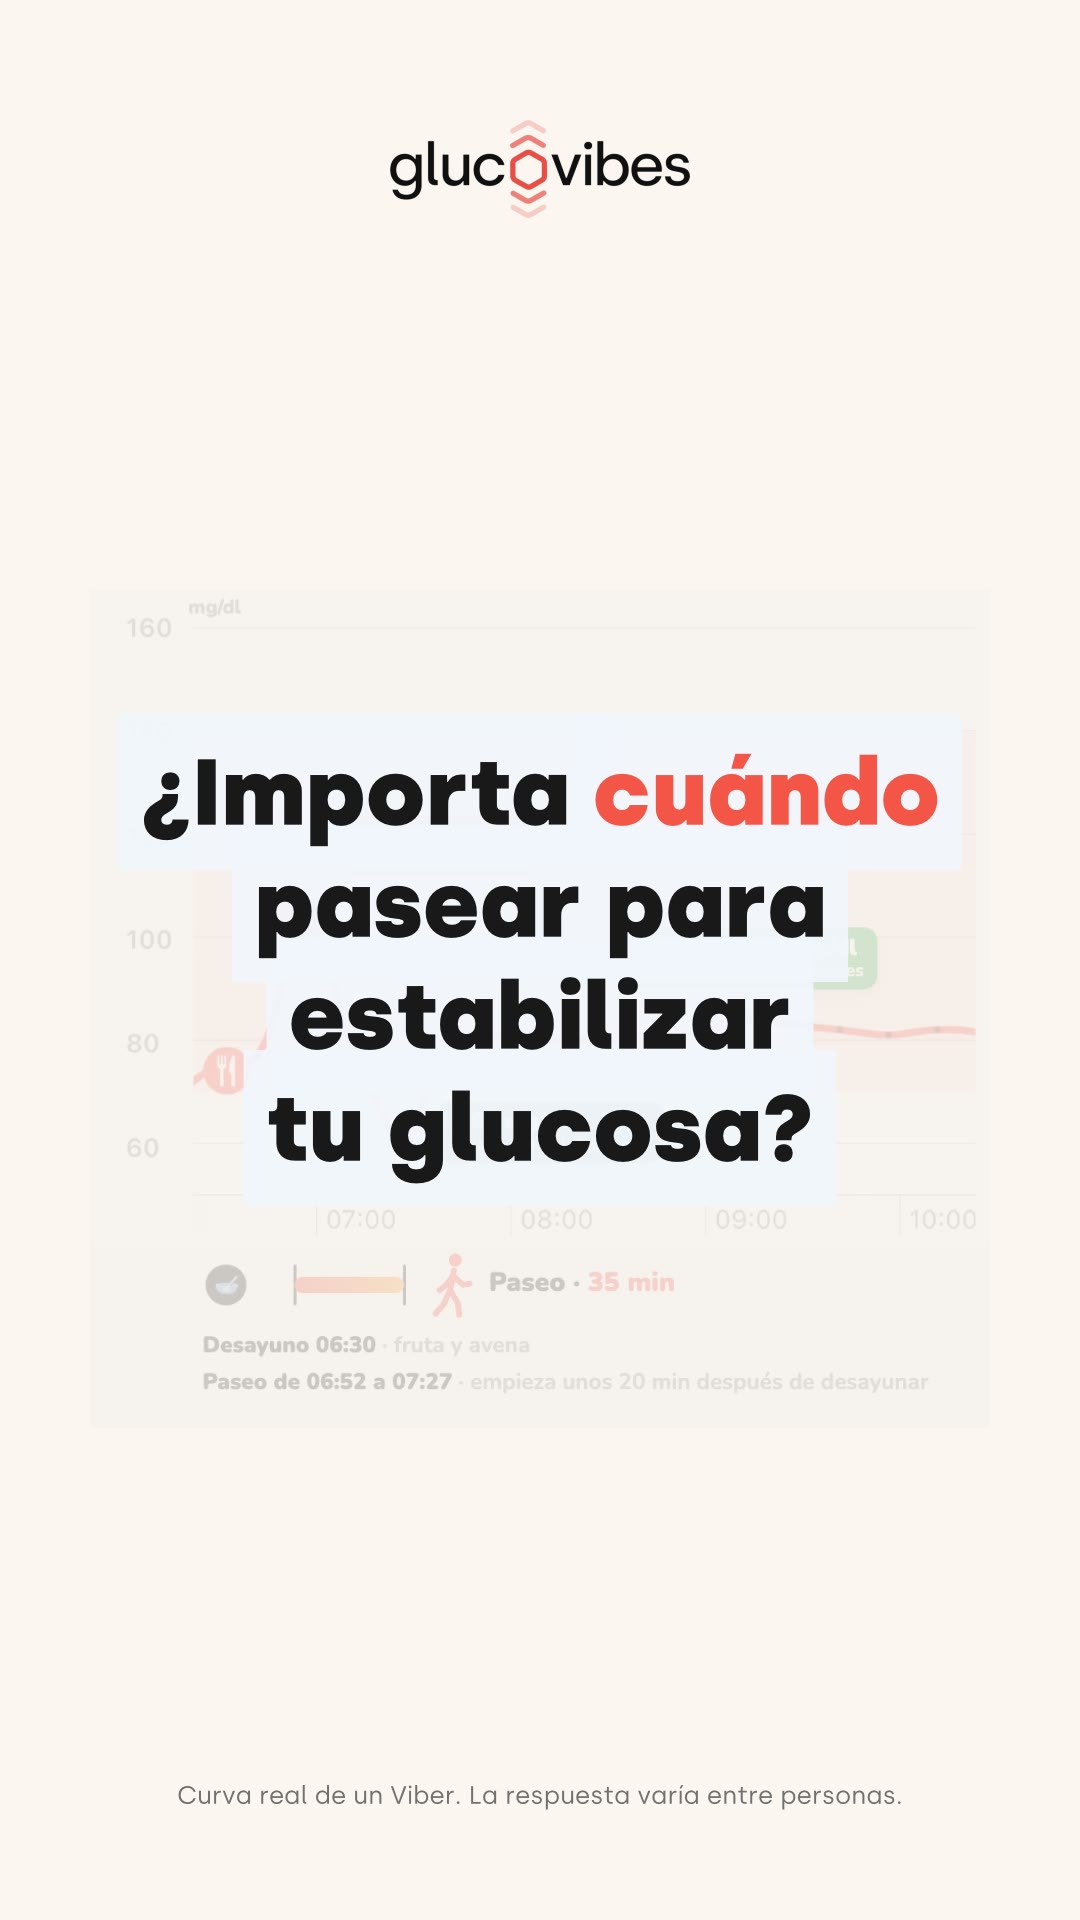 glucovibes
mg/dl
160
¿Importa cuándo
pasear para
100
estabilizar
80
tu glucosa?
60
07:00 08:00 09:00 10:00
Paseo · 35 min
Desayuno 06:30 · fruta y avena
Paseo de 06:52 a 07:27 · empieza unos 20 min después de desayunar
Curva real de un Viber. La respuesta varía entre personas.